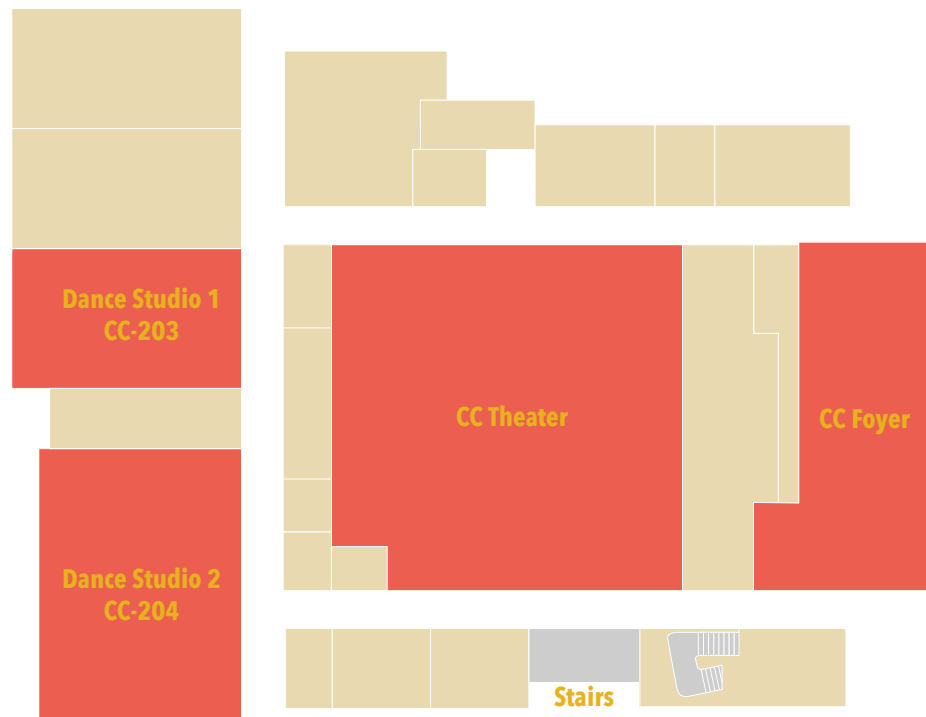 Dance Studio 1
CC-203
CC Theater
CC Foyer
Dance Studio 2
CC-204
Stairs